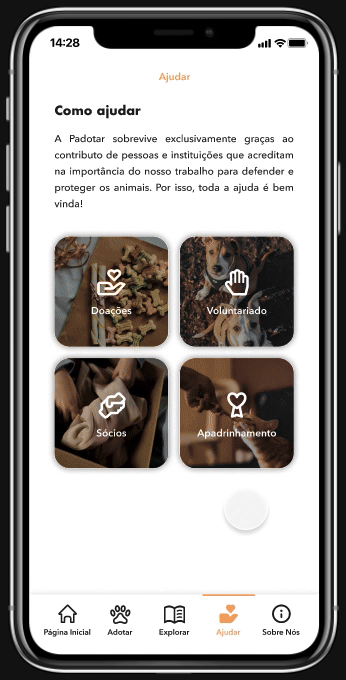 14:28
Ajudar
Como ajudar
A Padotar sobrevive exclusivamente graças ao
contributo de pessoas e instituições que acreditam
na importância do nosso trabalho para defender e
proteger os animais. Por isso, toda a ajuda é bem
vinda!
Doações
Voluntariado
Sócios
Apadrinhamento
Página Inicial
Adotar
Explorar
Ajudar
Sobre Nós